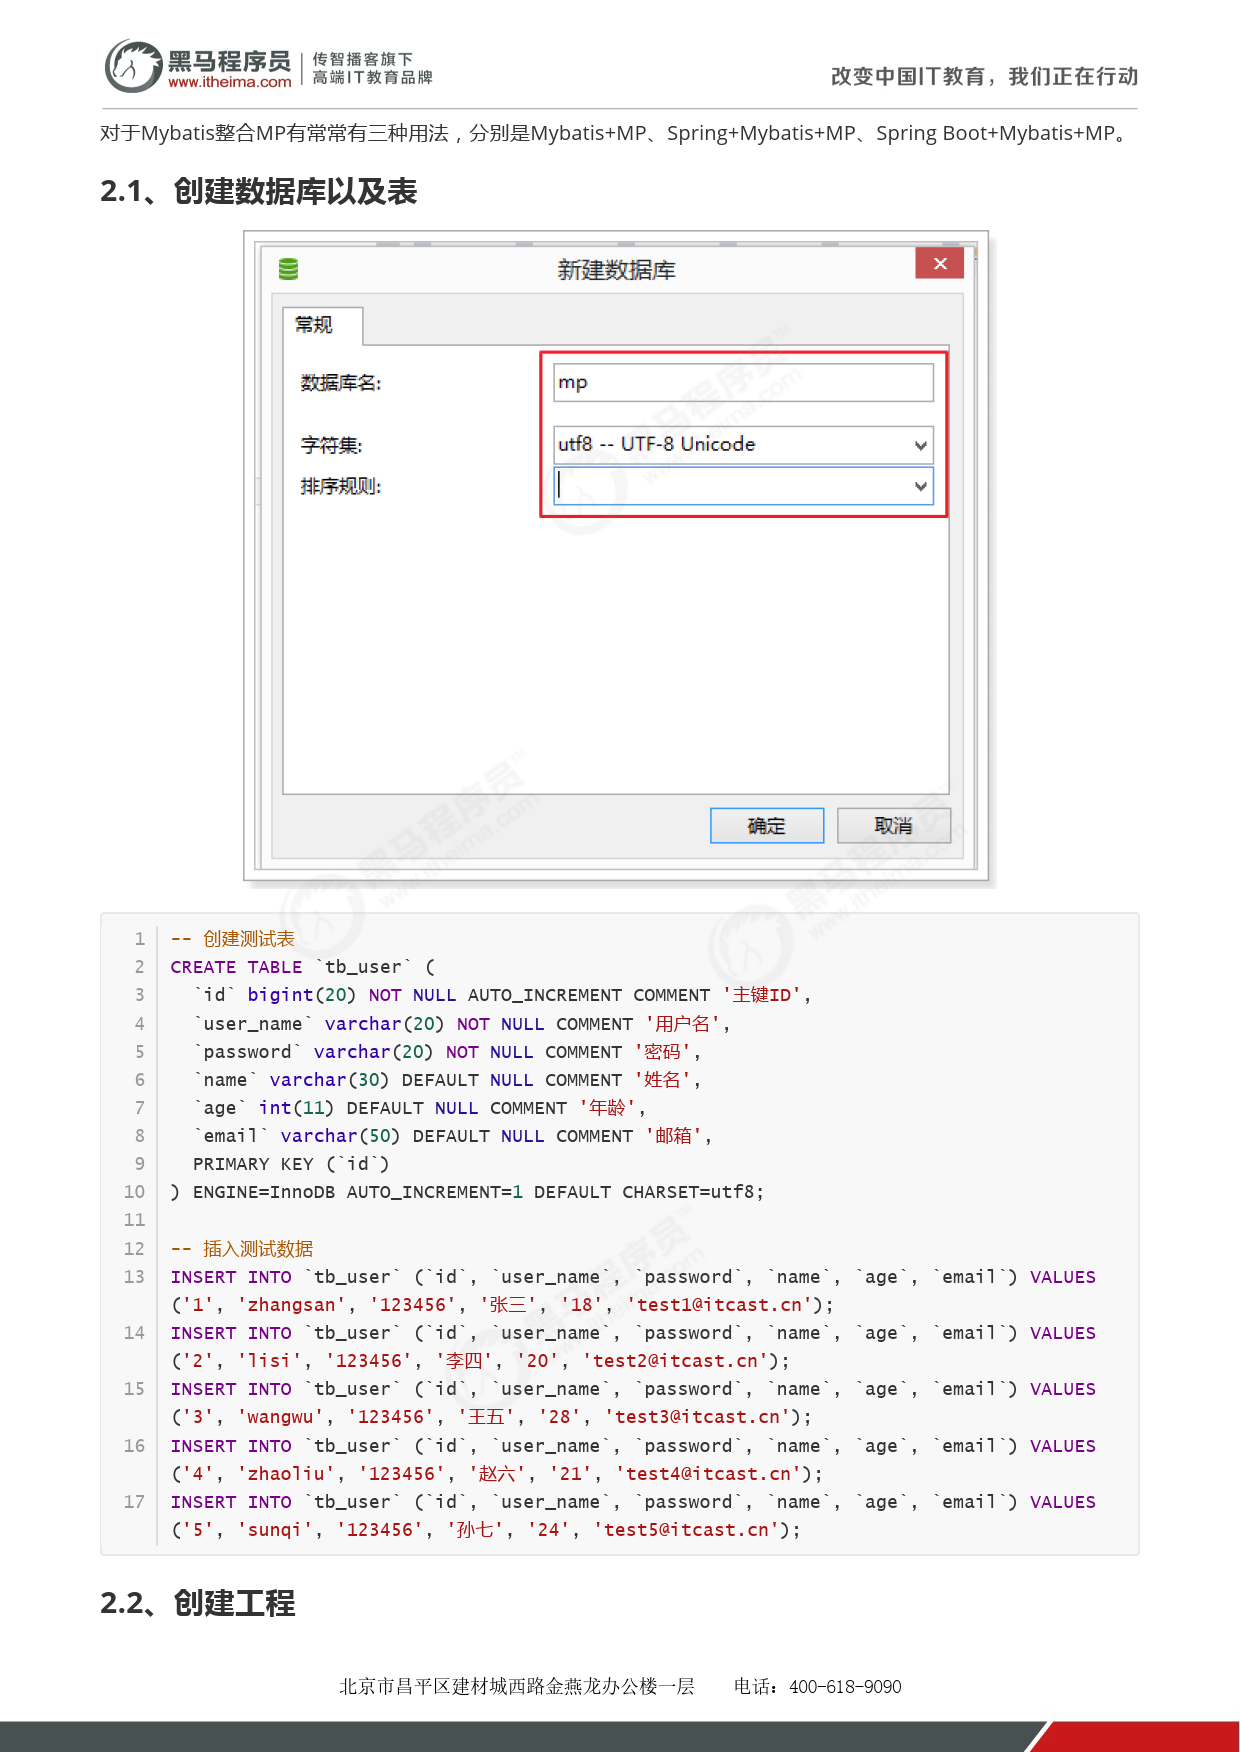 黑马程序员
www.itheima.com
传智播客旗下
高端IT教育品牌
改变中国IT教育，我们正在行动
对于Mybatis整合MP有常常有三种用法，分别是Mybatis+MP、Spring+Mybatis+MP、Spring Boot+Mybatis+MP。
2.1、创建数据库以及表
新建数据库
常规
数据库名:
mp
字符集:
utf8 -- UTF-8 Unicode
排序规则:
确定
取消
1 -- 创建测试表
2 CREATE TABLE `tb_user` (
3 `id` bigint(20) NOT NULL AUTO_INCREMENT COMMENT '主键ID',
4 `user_name` varchar(20) NOT NULL COMMENT '用户名',
5 `password` varchar(20) NOT NULL COMMENT '密码',
6 `name` varchar(30) DEFAULT NULL COMMENT '姓名',
7 `age` int(11) DEFAULT NULL COMMENT '年龄',
8 `email` varchar(50) DEFAULT NULL COMMENT '邮箱',
9 PRIMARY KEY (`id`)
10 ) ENGINE=InnoDB AUTO_INCREMENT=1 DEFAULT CHARSET=utf8;
11
12 -- 插入测试数据
13 INSERT INTO `tb_user` (`id`, `user_name`, `password`, `name`, `age`, `email`) VALUES
('1', 'zhangsan', '123456', '张三', '18', 'test1@itcast.cn');
14 INSERT INTO `tb_user` (`id`, `user_name`, `password`, `name`, `age`, `email`) VALUES
('2', 'lisi', '123456', '李四', '20', 'test2@itcast.cn');
15 INSERT INTO `tb_user` (`id`, `user_name`, `password`, `name`, `age`, `email`) VALUES
('3', 'wangwu', '123456', '王五', '28', 'test3@itcast.cn');
16 INSERT INTO `tb_user` (`id`, `user_name`, `password`, `name`, `age`, `email`) VALUES
('4', 'zhaoliu', '123456', '赵六', '21', 'test4@itcast.cn');
17 INSERT INTO `tb_user` (`id`, `user_name`, `password`, `name`, `age`, `email`) VALUES
('5', 'sunqi', '123456', '孙七', '24', 'test5@itcast.cn');
2.2、创建工程
北京市昌平区建材城西路金燕龙办公楼一层 电话：400-618-9090